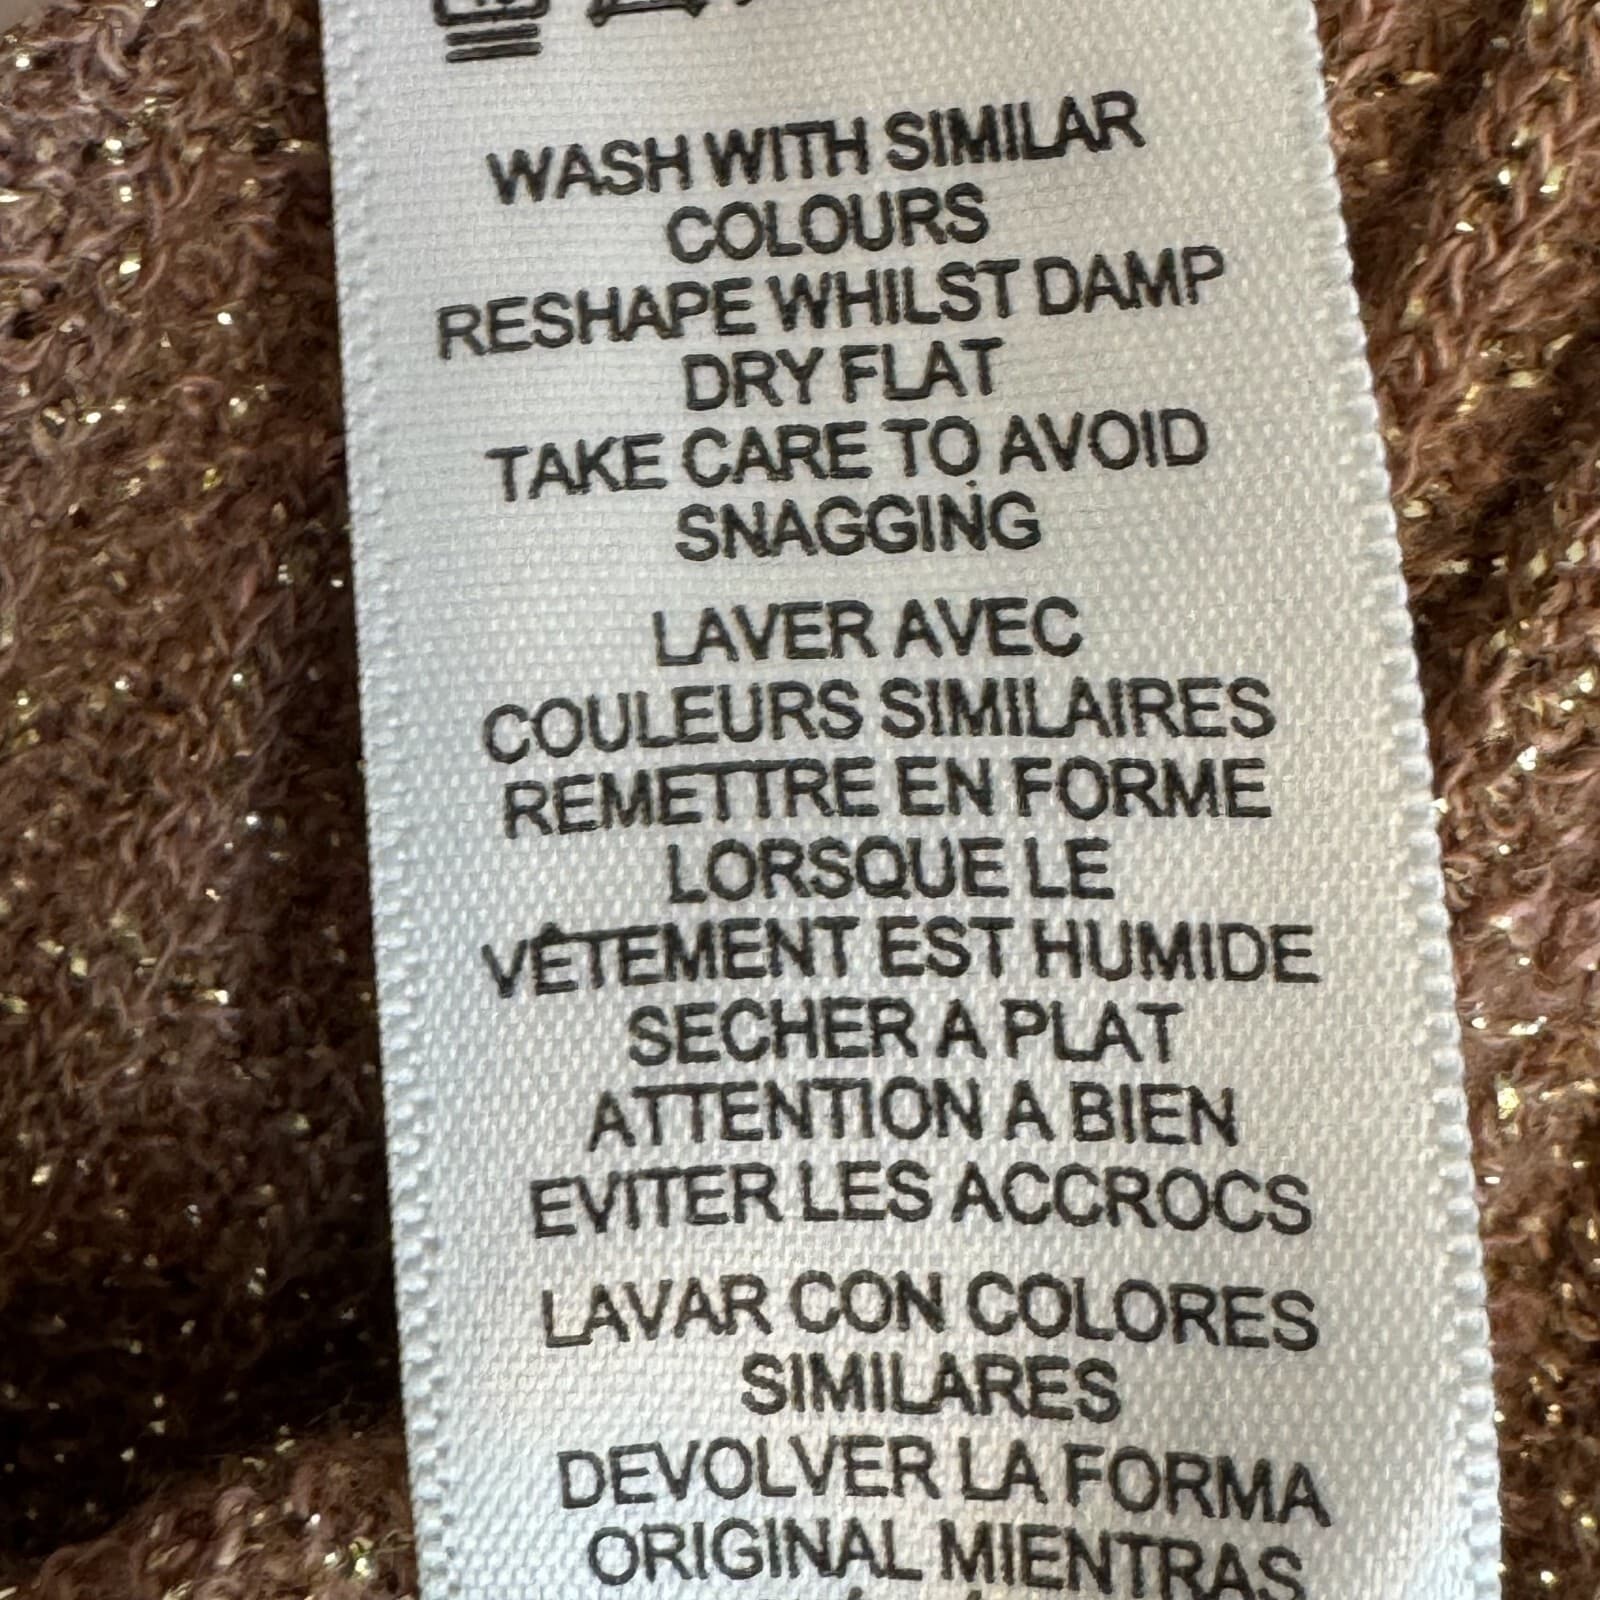 WASH WITH SIMILAR
COLOURS
RESHAPE WHILST DAMP
DRY FLAT
TAKE CARE TO AVOID
SNAGGING
LAVER AVEC
COULEURS SIMILAIRES
REMETTRE EN FORME
LORSQUE LE
VÊTEMENT EST HUMIDE
SECHER A PLAT
ATTENTION A BIEN
EVITER LES ACCROCS
LAVAR CON COLORES
SIMILARES
DEVOLVER LA FORMA
ORIGINAL MIENTRAS